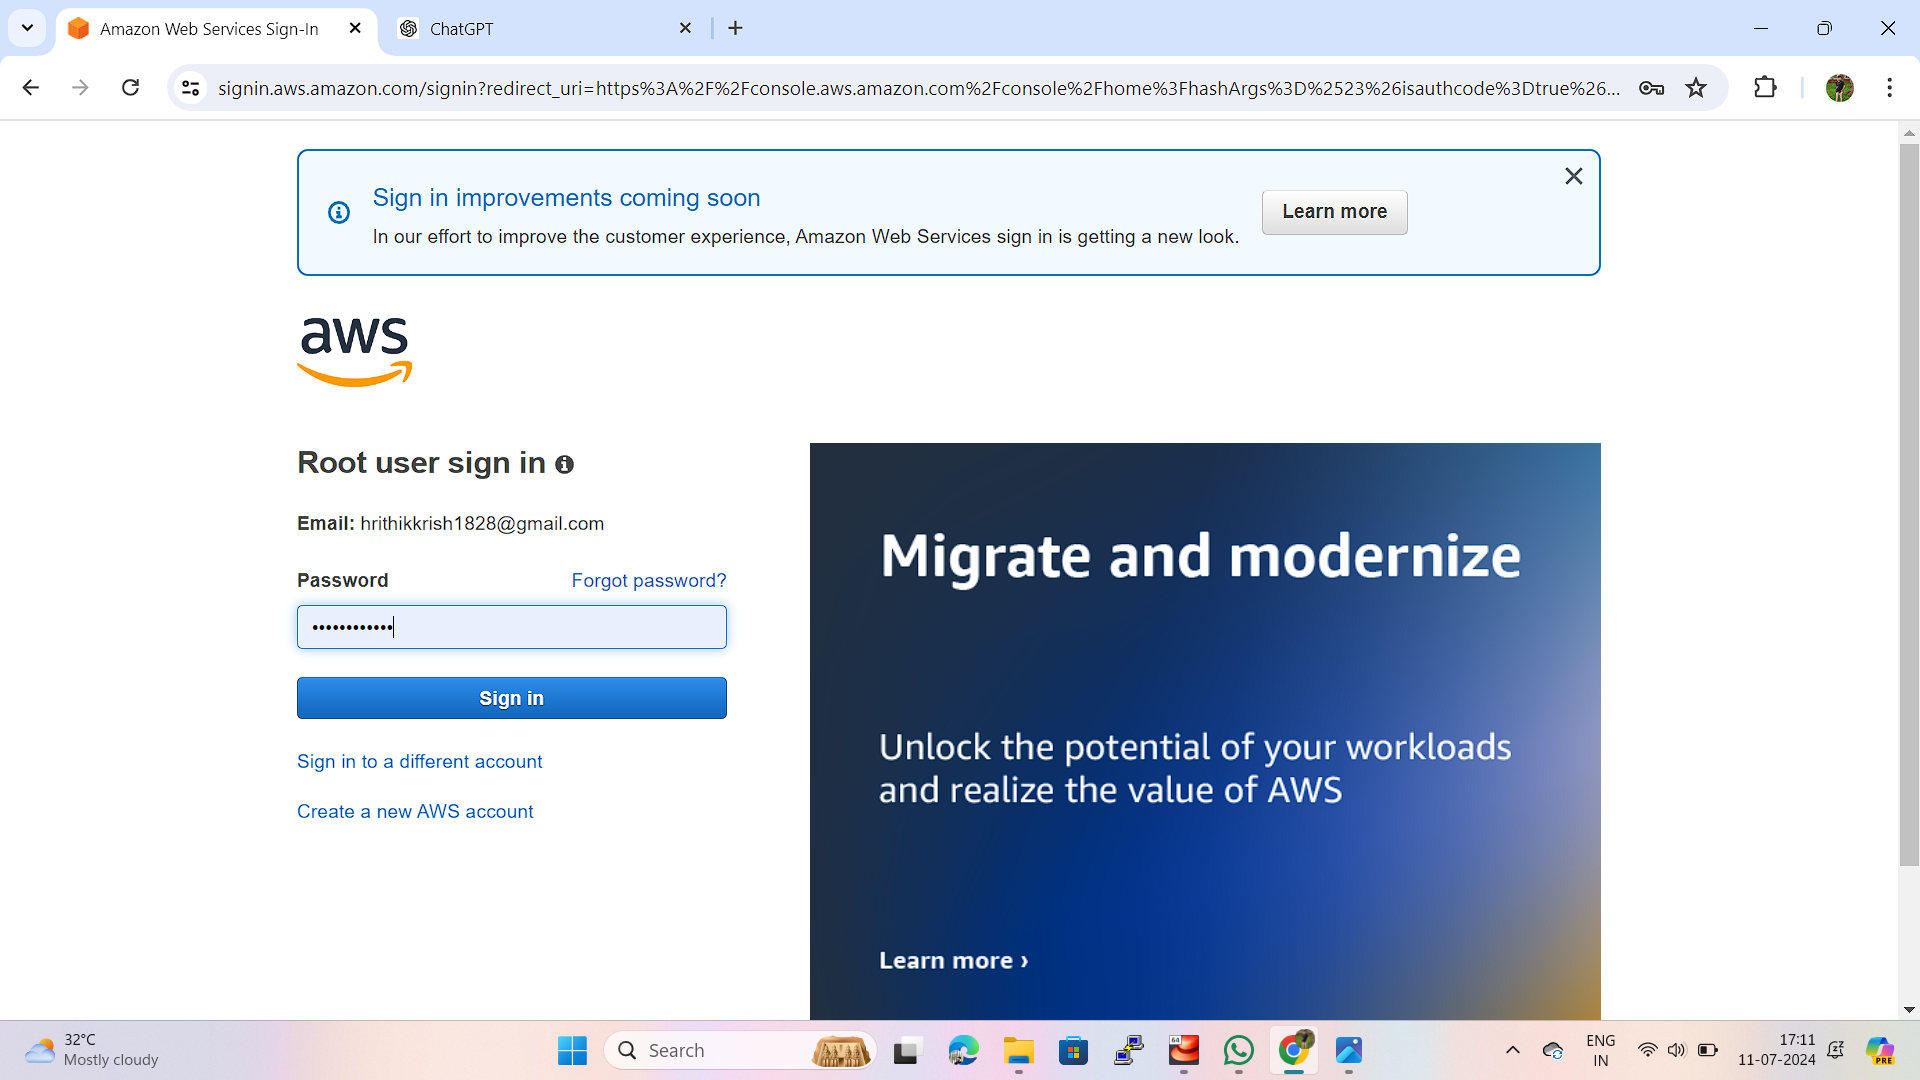 Amazon Web Services Sign-In
ChatGPT
signin.aws.amazon.com/signin?redirect_uri=https%3A%2F%2Fconsole.aws.amazon.com%2Fconsole%2Fhome%3FhashArgs%3D%2523%26isauthcode%3Dtrue%26...
Sign in improvements coming soon
In our effort to improve the customer experience, Amazon Web Services sign in is getting a new look.
Learn more
aws
Root user sign in
Email: hrithikkrish1828@gmail.com
Password
Forgot password?
••••••••••••
Sign in
Sign in to a different account
Create a new AWS account
Migrate and modernize
Unlock the potential of your workloads
and realize the value of AWS
Learn more ›
32°C
Mostly cloudy
Search
64
ENG
IN
17:11
11-07-2024
PRE